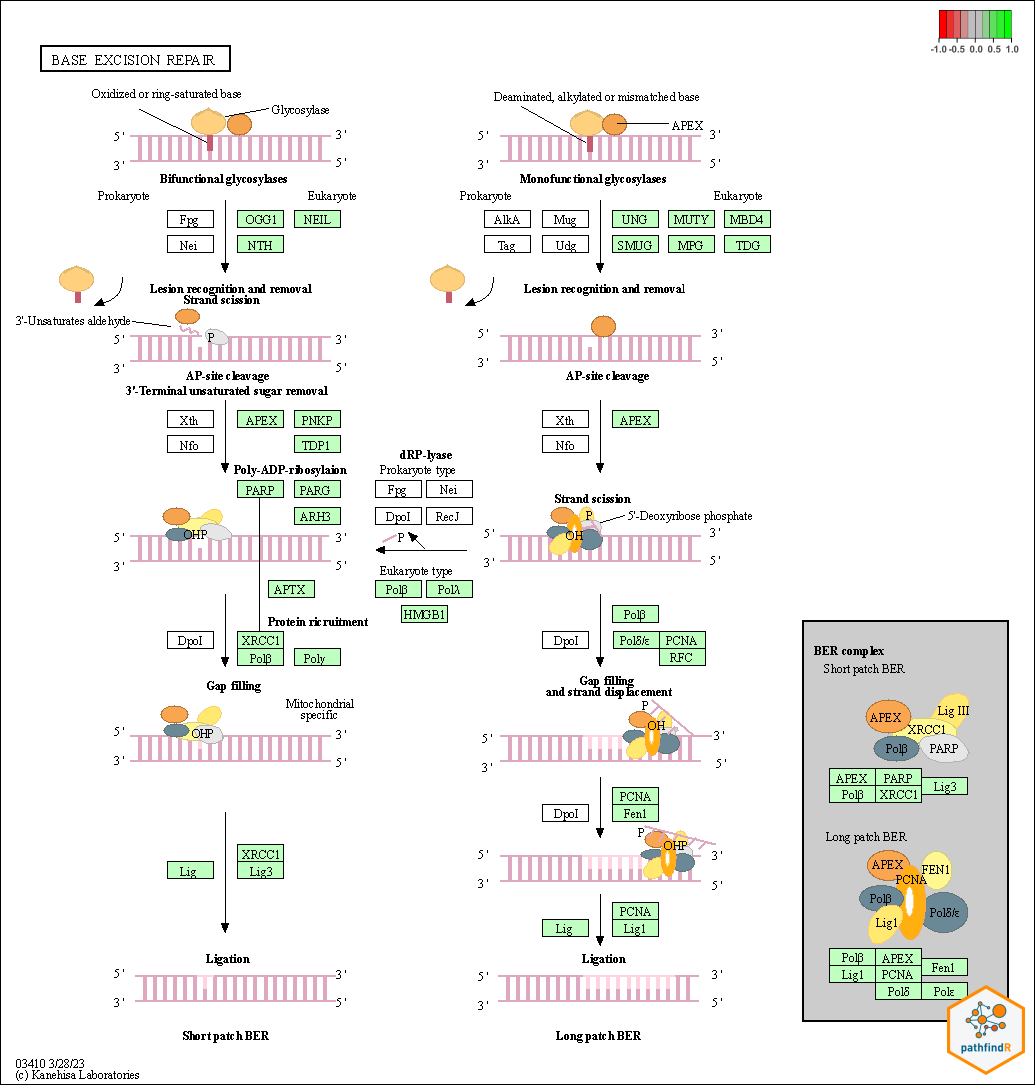 -1.0 -0.5 0.0 0.5 1.0
BASE EXCISION REPAIR
Oxidized or ring-saturated base
Glycosylase
5' 3'
3' 5'
Bifunctional glycosylases
Prokaryote Eukaryote
Fpg OGG1 NEIL
Nei NTH
Lesion recognition and removal
Strand scission
3'-Unsaturates aldehyde
P
5' 3'
3' 5'
AP-site cleavage
3'-Terminal unsaturated sugar removal
Xth APEX PNKP
Nfo TDP1
Poly-ADP-ribosylaion
PARP PARG
ARH3
OHP
5' 3'
3' 5'
APTX
Protein ricruitment
DpoI XRCC1
Polβ Polγ
Gap filling
Mitochondrial
specific
OHP
5' 3'
3' 5'
XRCC1
Lig Lig3
Ligation
5' 3'
3' 5'
Short patch BER
Deaminated, alkylated or mismatched base
APEX
5' 3'
3' 5'
Monofunctional glycosylases
Prokaryote Eukaryote
AlkA Mug UNG MUTY MBD4
Tag Udg SMUG MPG TDG
Lesion recognition and removal
5' 3'
3' 5'
AP-site cleavage
Xth APEX
Nfo
dRP-lyase
Prokaryote type
Fpg Nei
DpoI RecJ
P
Eukaryote type
Polβ Polλ
HMGB1
Strand scission
P
5'-Deoxyribose phosphate
OH
5' 3'
3' 5'
Polβ
DpoI Polδ/ε PCNA
RFC
Gap filling
and strand displacement
P
OH
5' 3'
3' 5'
PCNA
DpoI Fen1
P
OHP
5' 3'
3' 5'
PCNA
Lig Lig1
Ligation
5' 3'
3' 5'
Long patch BER
BER complex
Short patch BER
Lig III
APEX
XRCC1
Polβ PARP
APEX PARP
Lig3
Polβ XRCC1
Long patch BER
APEX FEN1
PCNA
Polβ
Polδ/ε
Lig1
Polβ APEX
Fen1
Lig1 PCNA
Polδ Polε
pathfindR
03410 3/28/23
(c) Kanehisa Laboratories